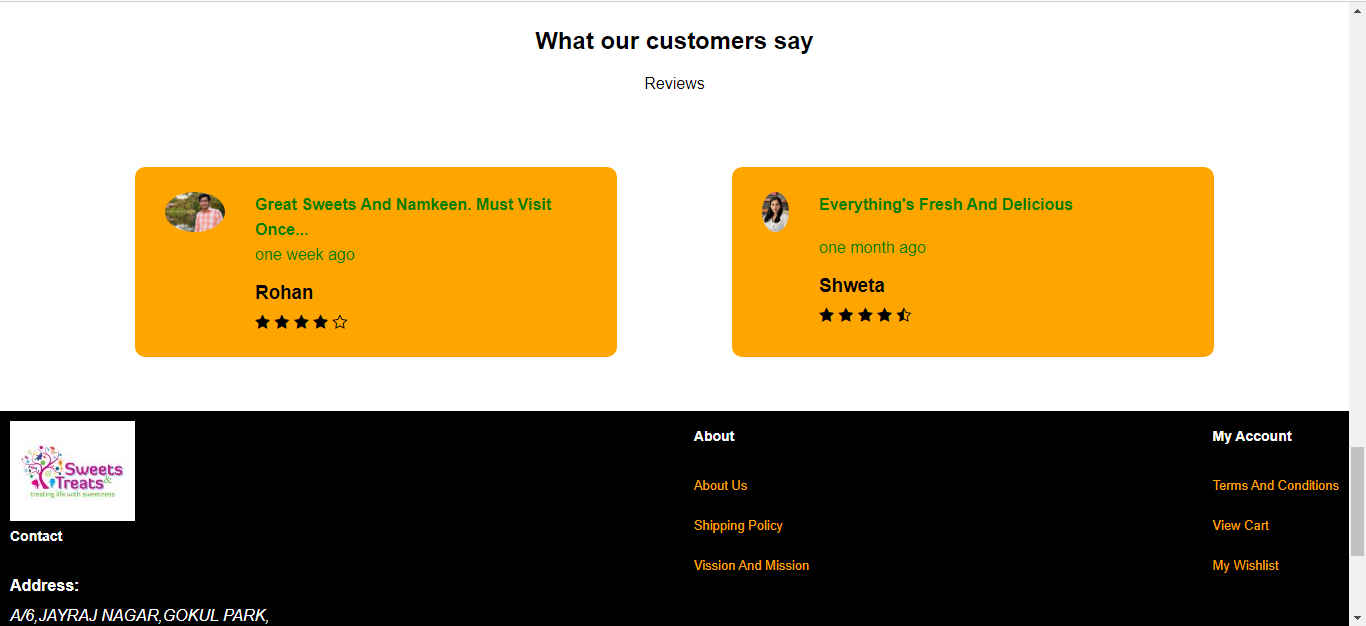 What our customers say
Reviews
Great Sweets And Namkeen. Must Visit
Once...
one week ago
Rohan
Everything's Fresh And Delicious
one month ago
Shweta
Sweets
& Treats
creating life with sweetness
Contact
Address:
A/6,JAYRAJ NAGAR,GOKUL PARK,
About
About Us
Shipping Policy
Vission And Mission
My Account
Terms And Conditions
View Cart
My Wishlist